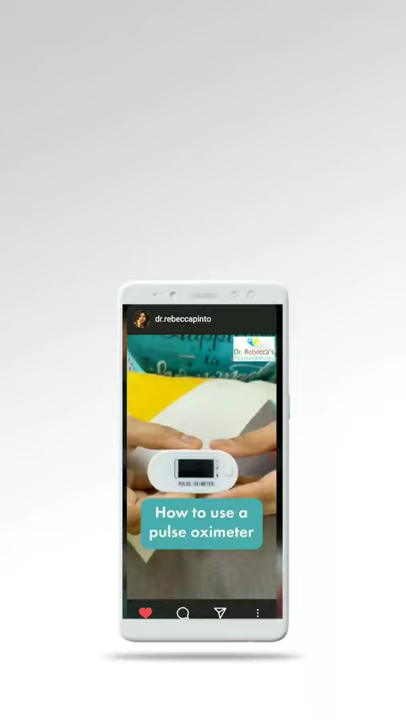 dr.rebeccapinto
Dr. Rebecca's
PULSE OXIMETER
How to use a
pulse oximeter